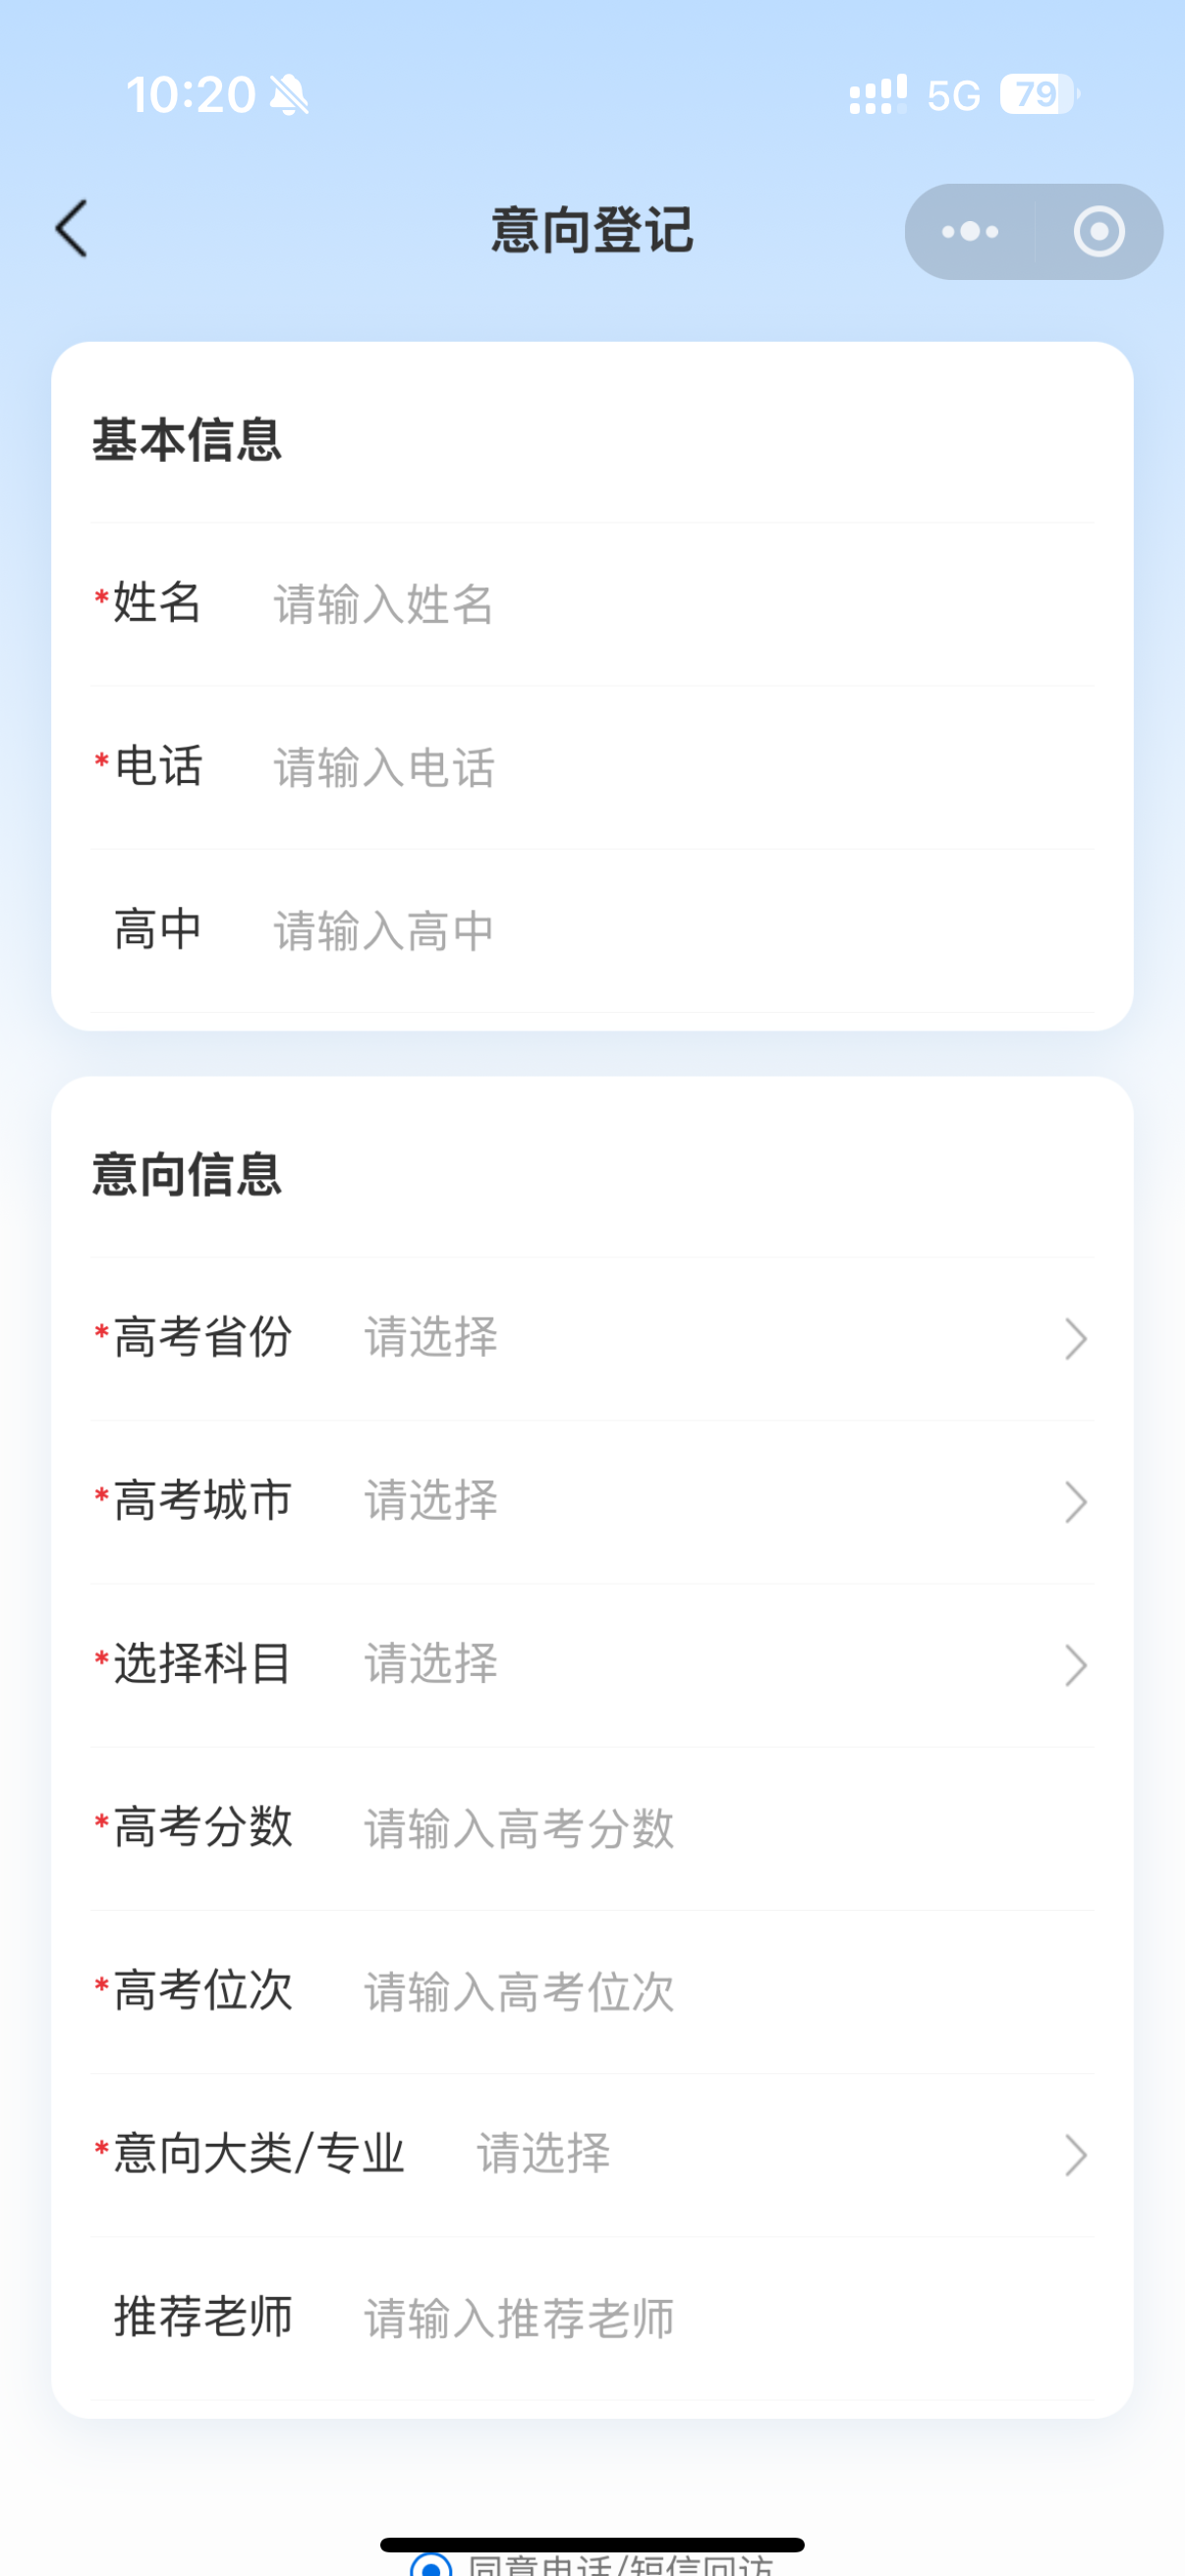 10:20 5G 79
意向登记
基本信息
*姓名 请输入姓名
*电话 请输入电话
高中 请输入高中
意向信息
*高考省份 请选择
*高考城市 请选择
*选择科目 请选择
*高考分数 请输入高考分数
*高考位次 请输入高考位次
*意向大类/专业 请选择
推荐老师 请输入推荐老师
同意电话/短信回访